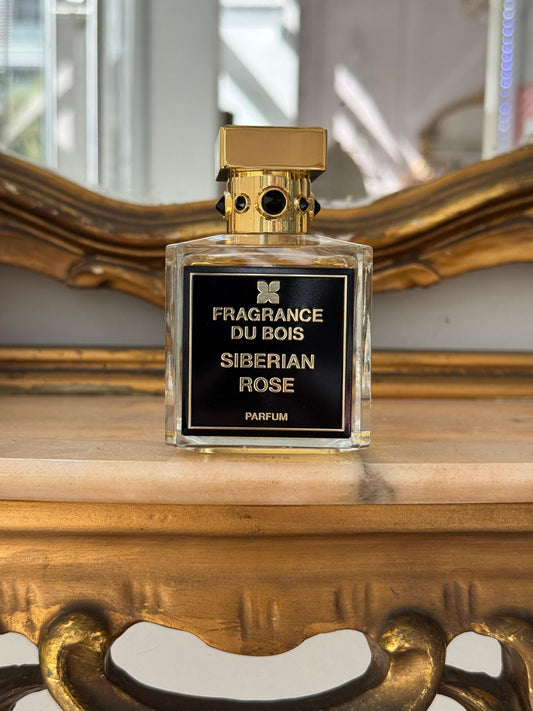 FRAGRANCE
DU BOIS
SIBERIAN
ROSE
PARFUM